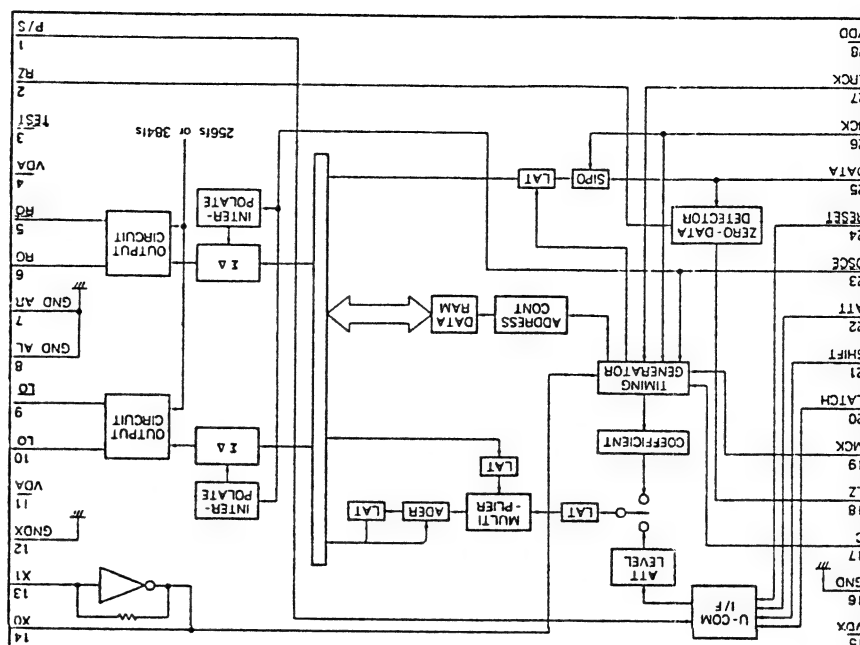 15
VDX
16
GND
17
C
18
LZ
19
MCK
20
LATCH
21
SHIFT
22
ATT
23
OSCE
24
RESET
25
DATA
26
BCK
27
LRCK
28
VDD
U-COM
I/F
ATT
LEVEL
COEFFICIENT
TIMING
GENERATOR
ZERO-DATA
DETECTOR
SIPO
LAT
LAT
MULTI
-PLIER
LAT
ADER
LAT
ADDRESS
CONT
DATA
RAM
INTER-
POLATE
Σ Δ
OUTPUT
CIRCUIT
Σ Δ
INTER-
POLATE
OUTPUT
CIRCUIT
256fs or 384fs
14
XO
13
X1
12
GNDX
11
VDA
10
LO
9
LO
8
GND AL
7
GND AR
6
RO
5
RO
4
VDA
3
TEST
2
RZ
1
P/S